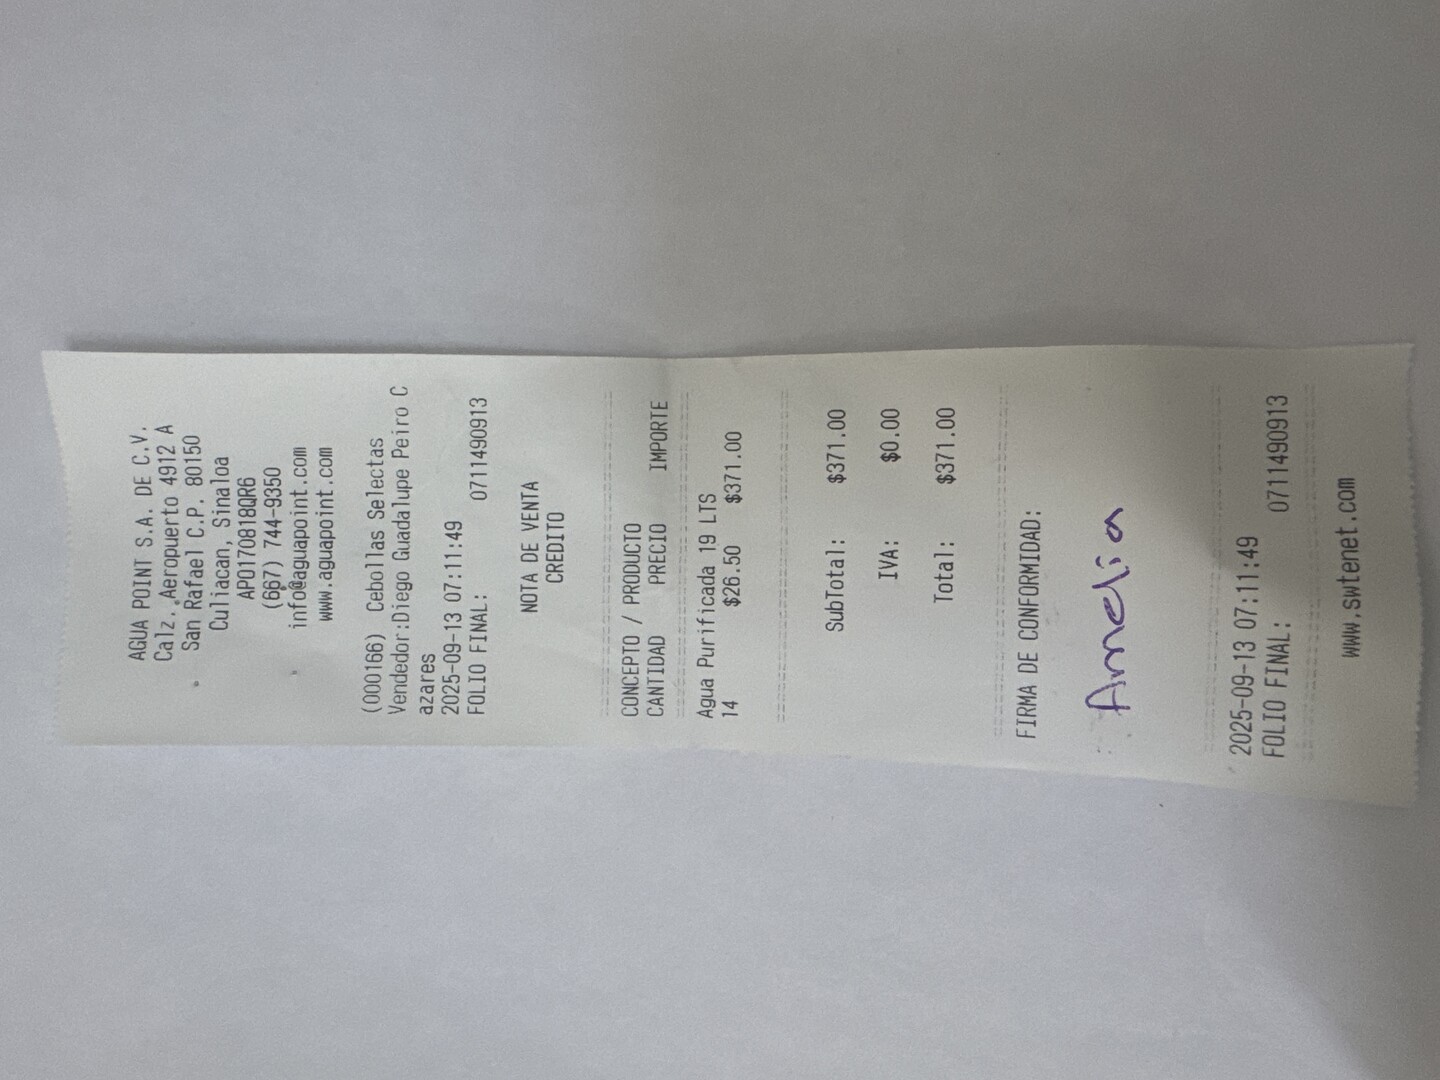 AGUA POINT S.A. DE C.V.
Calz. Aeropuerto 4912 A
San Rafael C.P. 80150
Culiacan, Sinaloa
APO170818QR6
(667) 744-9350
info@aguapoint.com
www.aguapoint.com
(000166) Cebollas Selectas
Vendedor:Diego Guadalupe Peiro C
azares
2025-09-13 07:11:49
FOLIO FINAL: 0711490913
NOTA DE VENTA
CREDITO
CONCEPTO / PRODUCTO
CANTIDAD PRECIO IMPORTE
Agua Purificada 19 LTS
14 $26.50 $371.00
SubTotal: $371.00
IVA: $0.00
Total: $371.00
FIRMA DE CONFORMIDAD:
Amelia
2025-09-13 07:11:49
FOLIO FINAL: 0711490913
www.swtenet.com